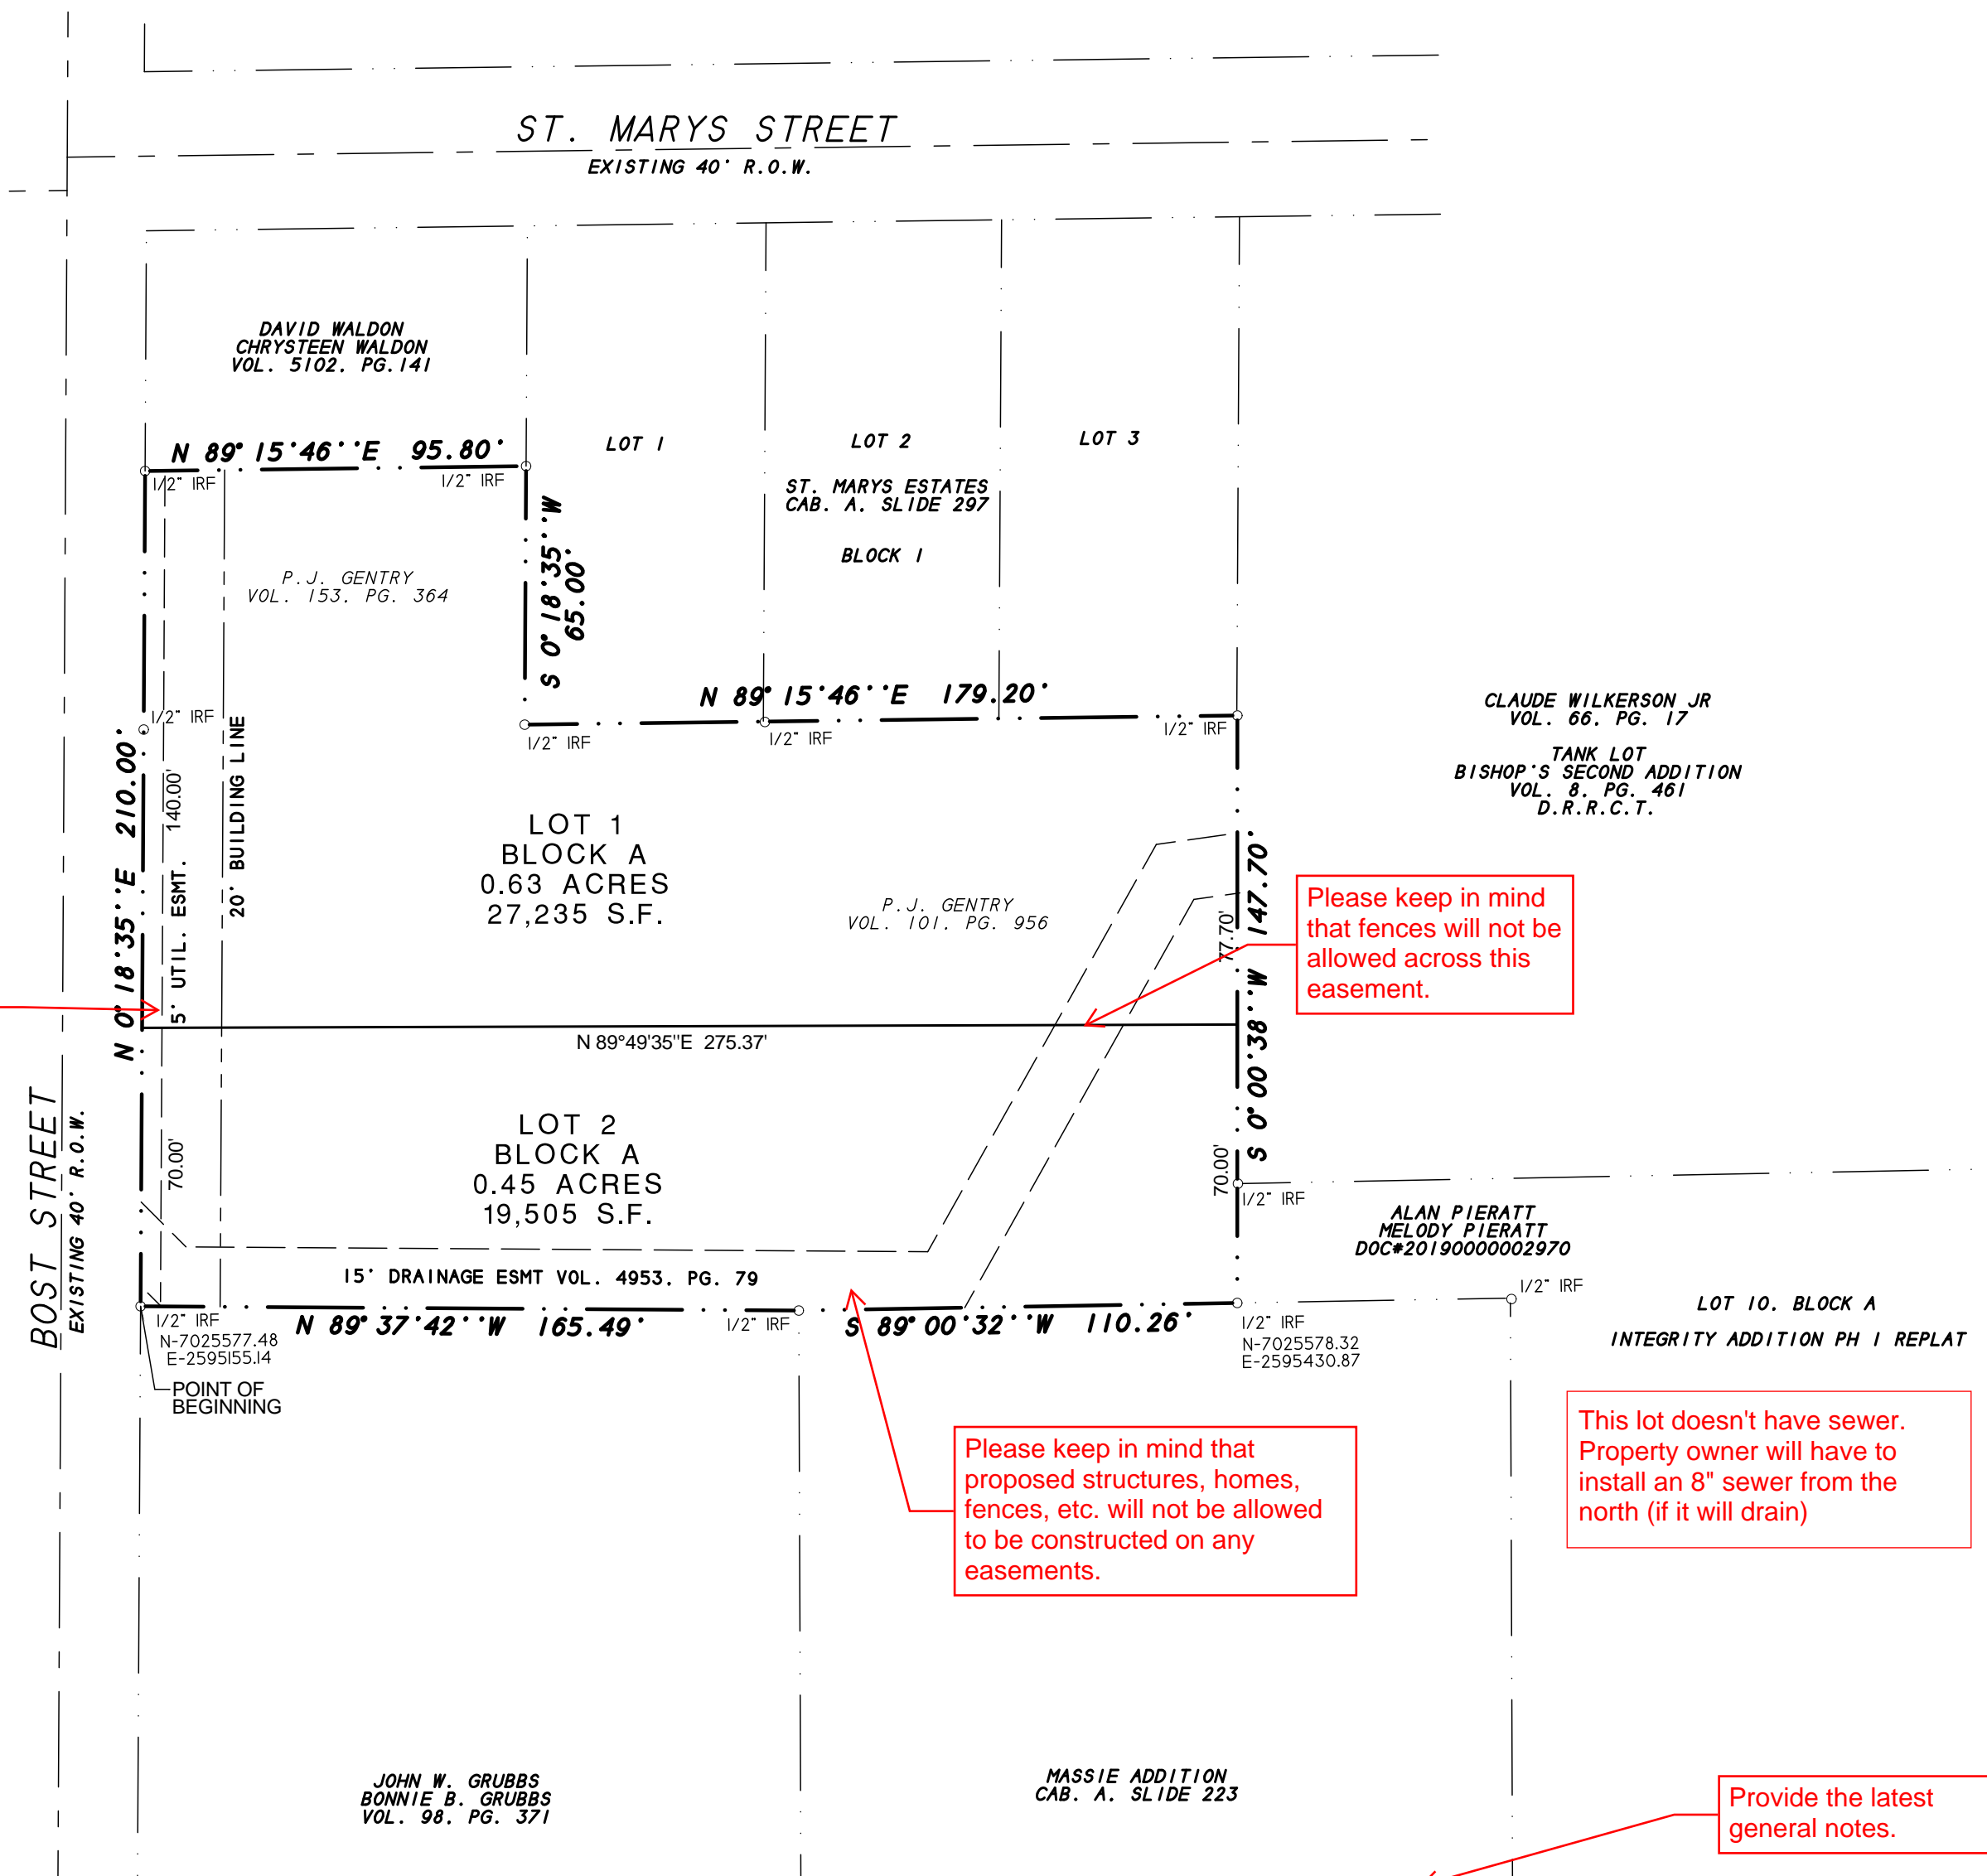 ST. MARYS STREET
EXISTING 40' R.O.W.
DAVID WALDON
CHRYSTEEN WALDON
VOL. 5102, PG.141
N 89° 15'46''E 95.80'
1/2" IRF
1/2" IRF
LOT 1
LOT 2
LOT 3
ST. MARYS ESTATES
CAB. A, SLIDE 297
BLOCK 1
S 0° 18'35''W
65.00'
P.J. GENTRY
VOL. 153, PG. 364
N 89° 15'46''E 179.20'
1/2" IRF
1/2" IRF
1/2" IRF
1/2" IRF
CLAUDE WILKERSON JR
VOL. 66, PG. 17
TANK LOT
BISHOP'S SECOND ADDITION
VOL. 8, PG. 461
D.R.R.C.T.
N 0° 18'35''E 210.00'
140.00'
5' UTIL. ESMT.
20' BUILDING LINE
LOT 1
BLOCK A
0.63 ACRES
27,235 S.F.
P.J. GENTRY
VOL. 101, PG. 956
77.70'
S 0° 00'38''W 147.70'
Please keep in mind
that fences will not be
allowed across this
easement.
N 89°49'35"E 275.37'
BOST STREET
EXISTING 40' R.O.W.
70.00'
LOT 2
BLOCK A
0.45 ACRES
19,505 S.F.
70.00'
1/2" IRF
ALAN PIERATT
MELODY PIERATT
DOC#20190000002970
15' DRAINAGE ESMT VOL. 4953, PG. 79
1/2" IRF
N-7025577.48
E-2595155.14
N 89° 37'42''W 165.49'
1/2" IRF
S 89° 00'32''W 110.26'
1/2" IRF
N-7025578.32
E-2595430.87
1/2" IRF
LOT 10, BLOCK A
INTEGRITY ADDITION PH 1 REPLAT
POINT OF
BEGINNING
Please keep in mind that
proposed structures, homes,
fences, etc. will not be allowed
to be constructed on any
easements.
This lot doesn't have sewer.
Property owner will have to
install an 8" sewer from the
north (if it will drain)
JOHN W. GRUBBS
BONNIE B. GRUBBS
VOL. 98, PG. 371
MASSIE ADDITION
CAB. A, SLIDE 223
Provide the latest
general notes.